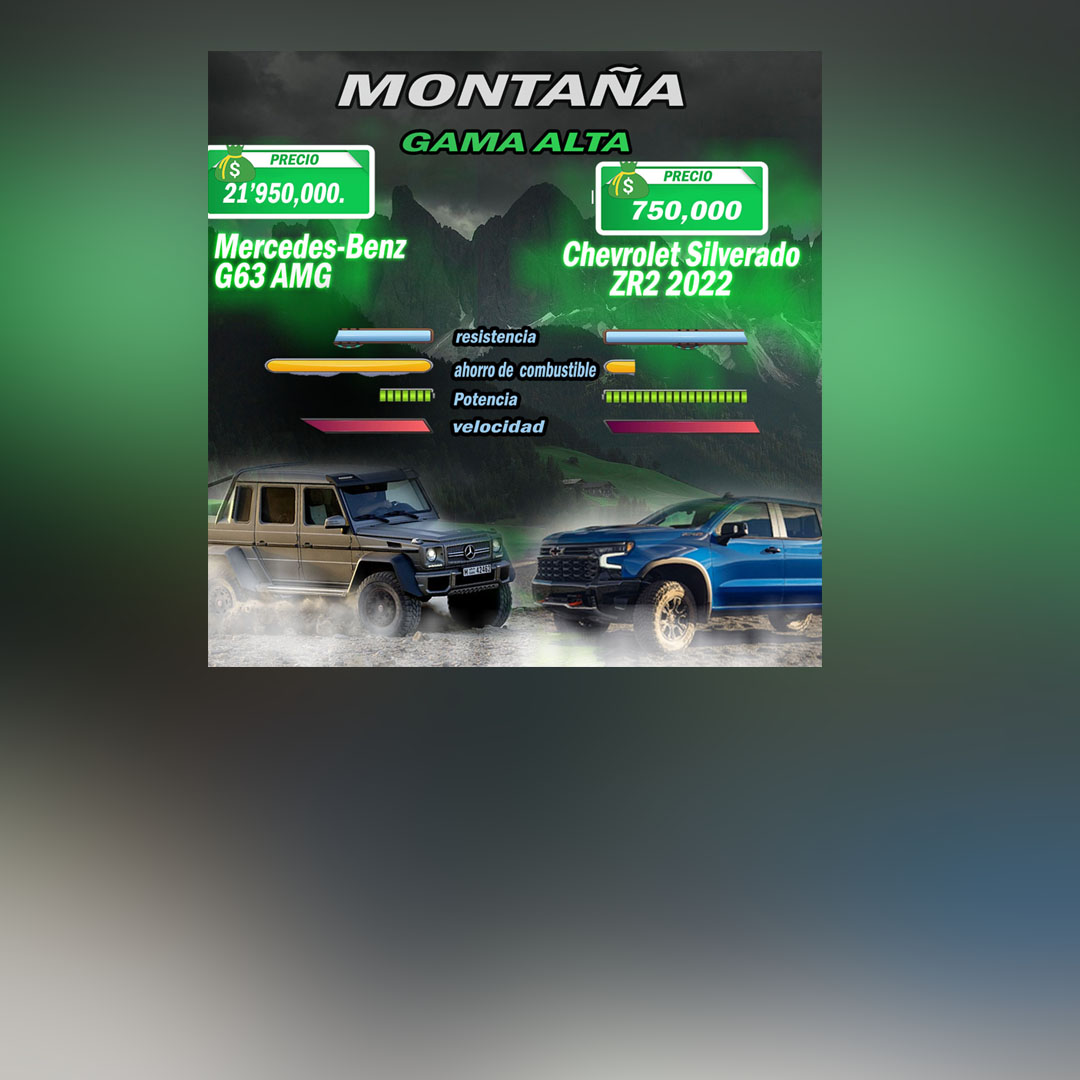 MONTAÑA
GAMA ALTA
PRECIO
$
21'950,000.
Mercedes-Benz
G63 AMG
PRECIO
$
750,000
Chevrolet Silverado
ZR2 2022
resistencia
ahorro de combustible
Potencia
velocidad